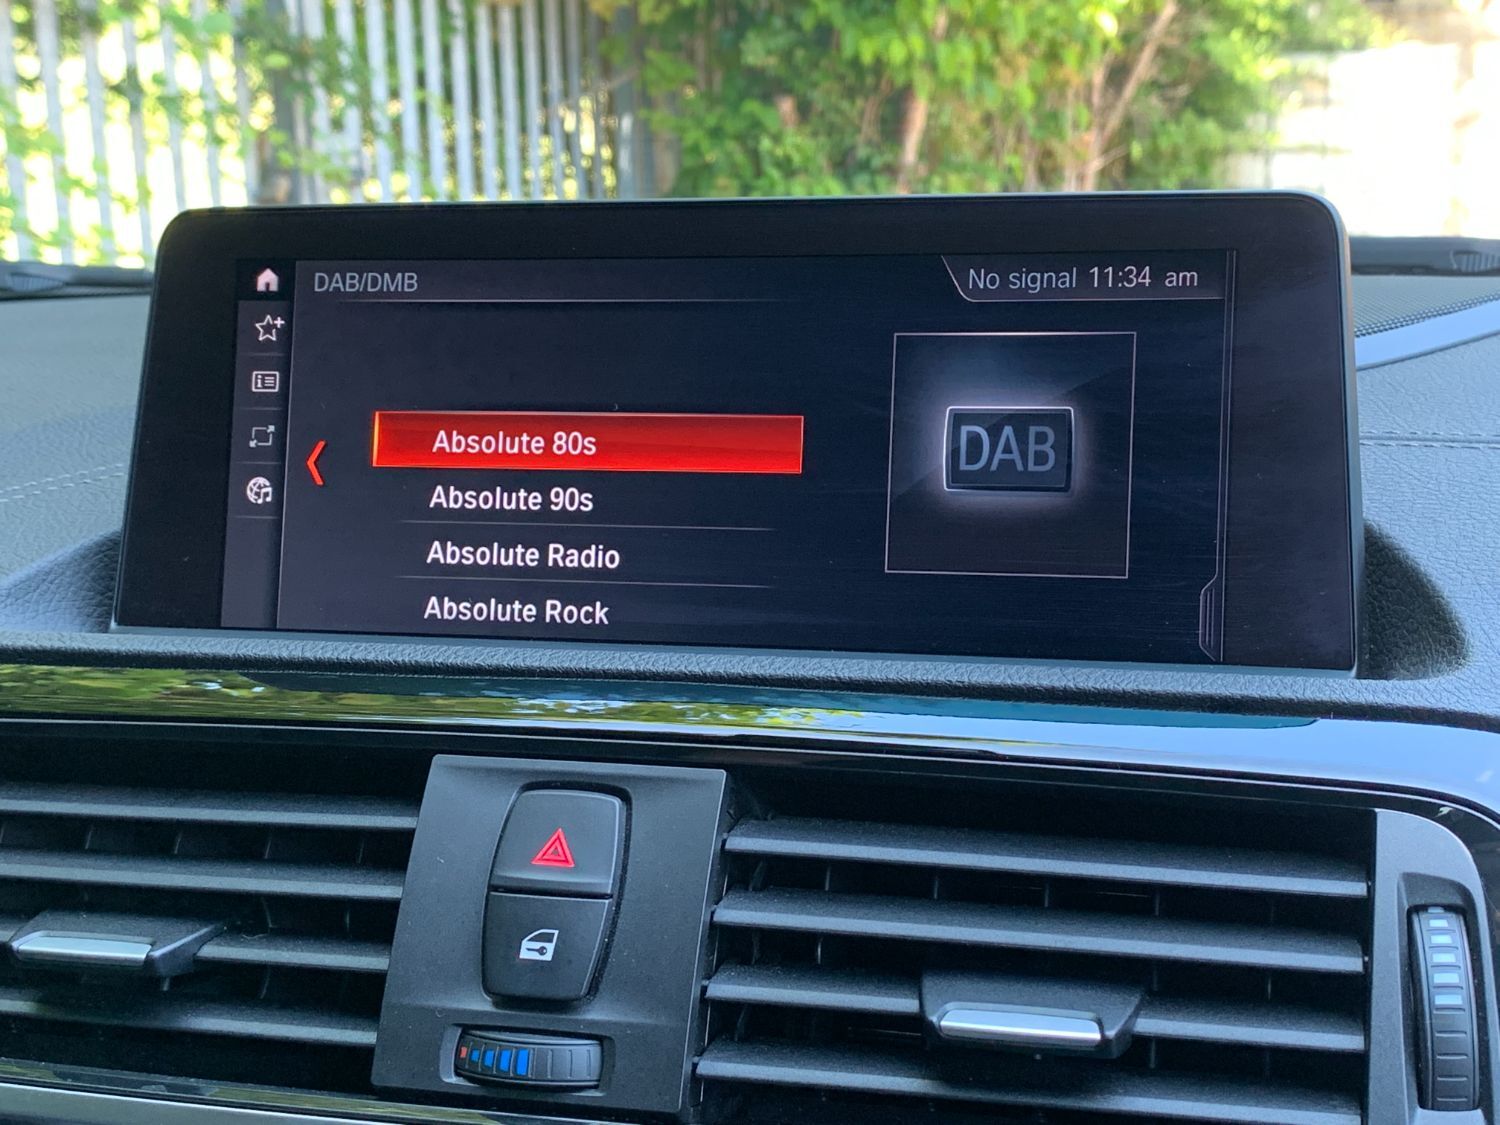 DAB/DMB
No signal 11:34 am
Absolute 80s
Absolute 90s
Absolute Radio
Absolute Rock
DAB